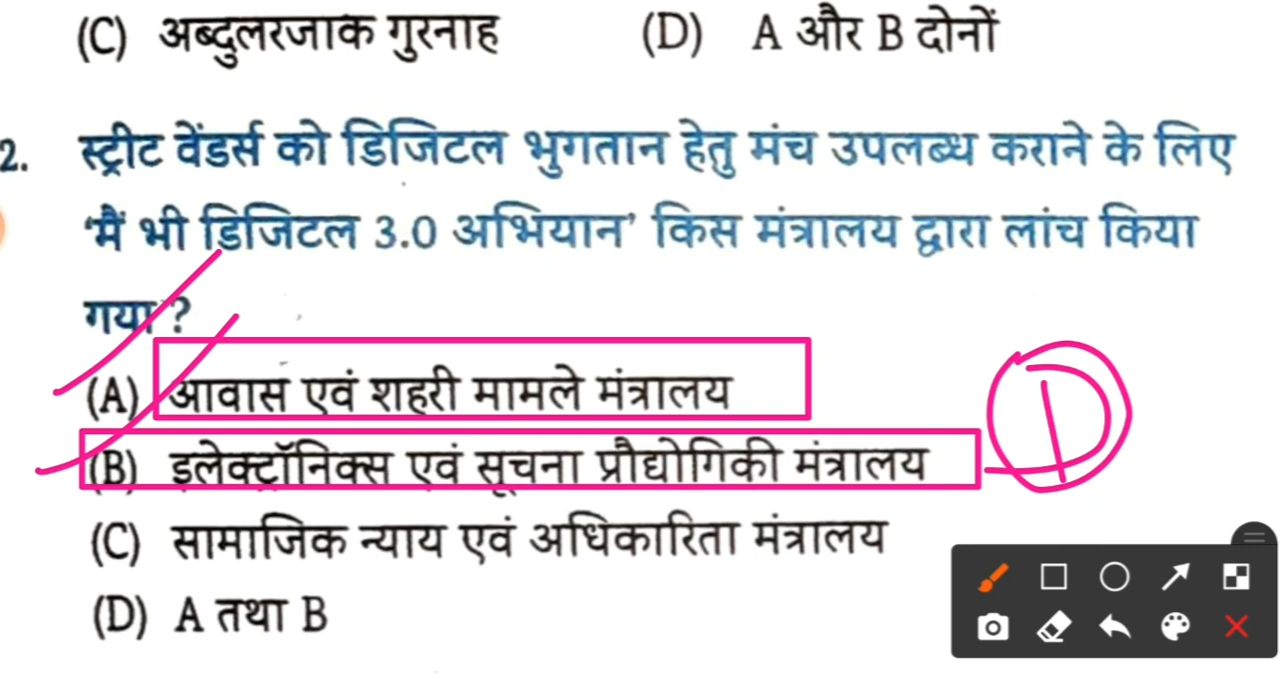 (C) अब्दुलरजाक गुरनाह (D) A और B दोनों
2. स्ट्रीट वेंडर्स को डिजिटल भुगतान हेतु मंच उपलब्ध कराने के लिए
'मैं भी डिजिटल 3.0 अभियान' किस मंत्रालय द्वारा लांच किया
गया ?
(A) आवास एवं शहरी मामले मंत्रालय
(B) इलेक्ट्रॉनिक्स एवं सूचना प्रौद्योगिकी मंत्रालय
D
(C) सामाजिक न्याय एवं अधिकारिता मंत्रालय
(D) A तथा B